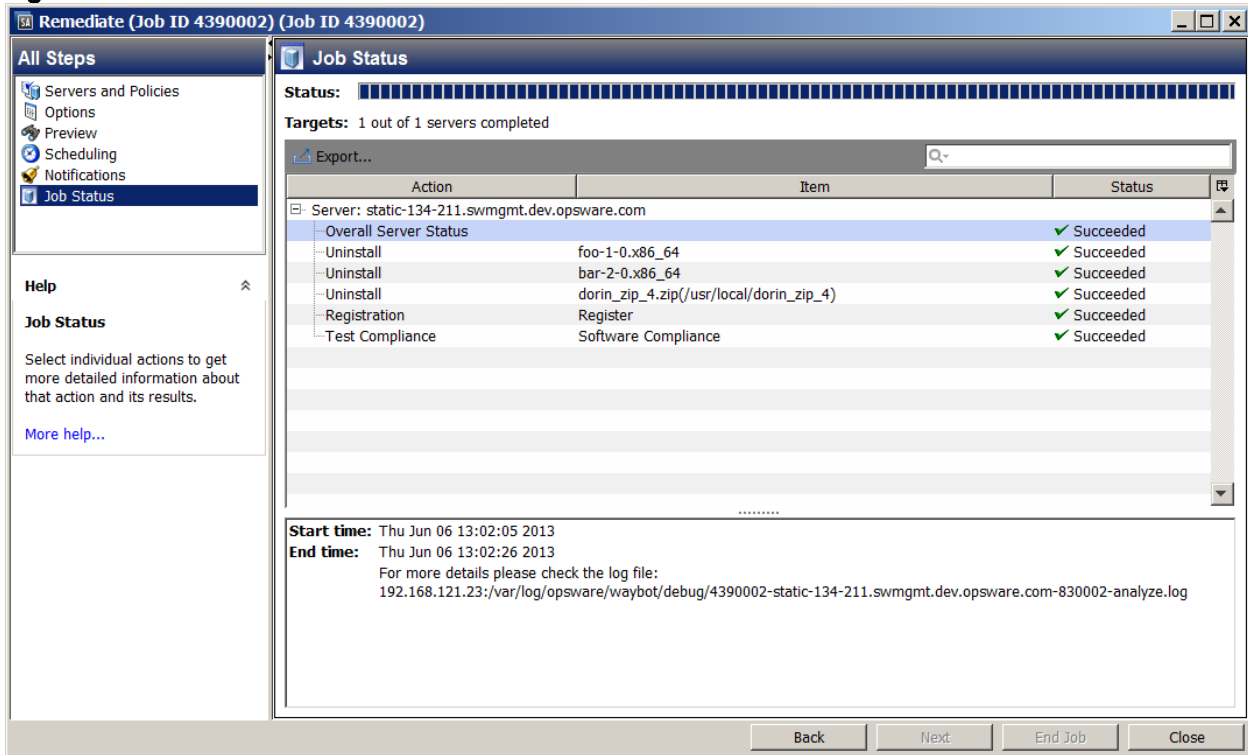 Remediate (Job ID 4390002) (Job ID 4390002)
All Steps
Servers and Policies
Options
Preview
Scheduling
Notifications
Job Status
Help
Job Status
Select individual actions to get
more detailed information about
that action and its results.
More help...
Job Status
Status:
Targets: 1 out of 1 servers completed
Export...
Action Item Status
Server: static-134-211.swmgmt.dev.opsware.com
Overall Server Status Succeeded
Uninstall foo-1-0.x86_64 Succeeded
Uninstall bar-2-0.x86_64 Succeeded
Uninstall dorin_zip_4.zip(/usr/local/dorin_zip_4) Succeeded
Registration Register Succeeded
Test Compliance Software Compliance Succeeded
Start time: Thu Jun 06 13:02:05 2013
End time: Thu Jun 06 13:02:26 2013
For more details please check the log file:
192.168.121.23:/var/log/opsware/waybot/debug/4390002-static-134-211.swmgmt.dev.opsware.com-830002-analyze.log
Back Next End Job Close